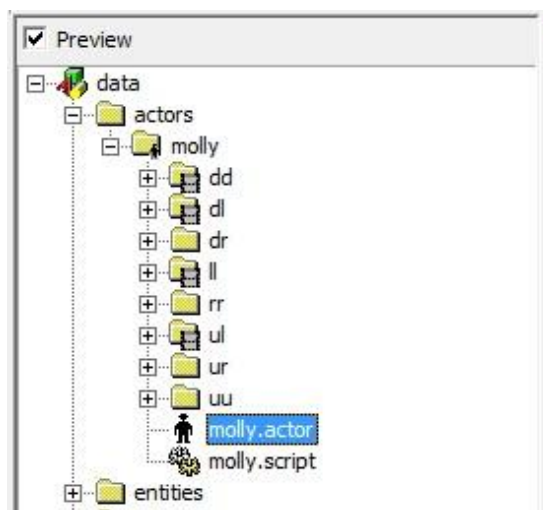 Preview
data
actors
molly
dd
dl
dr
ll
rr
ul
ur
uu
molly.actor
molly.script
entities